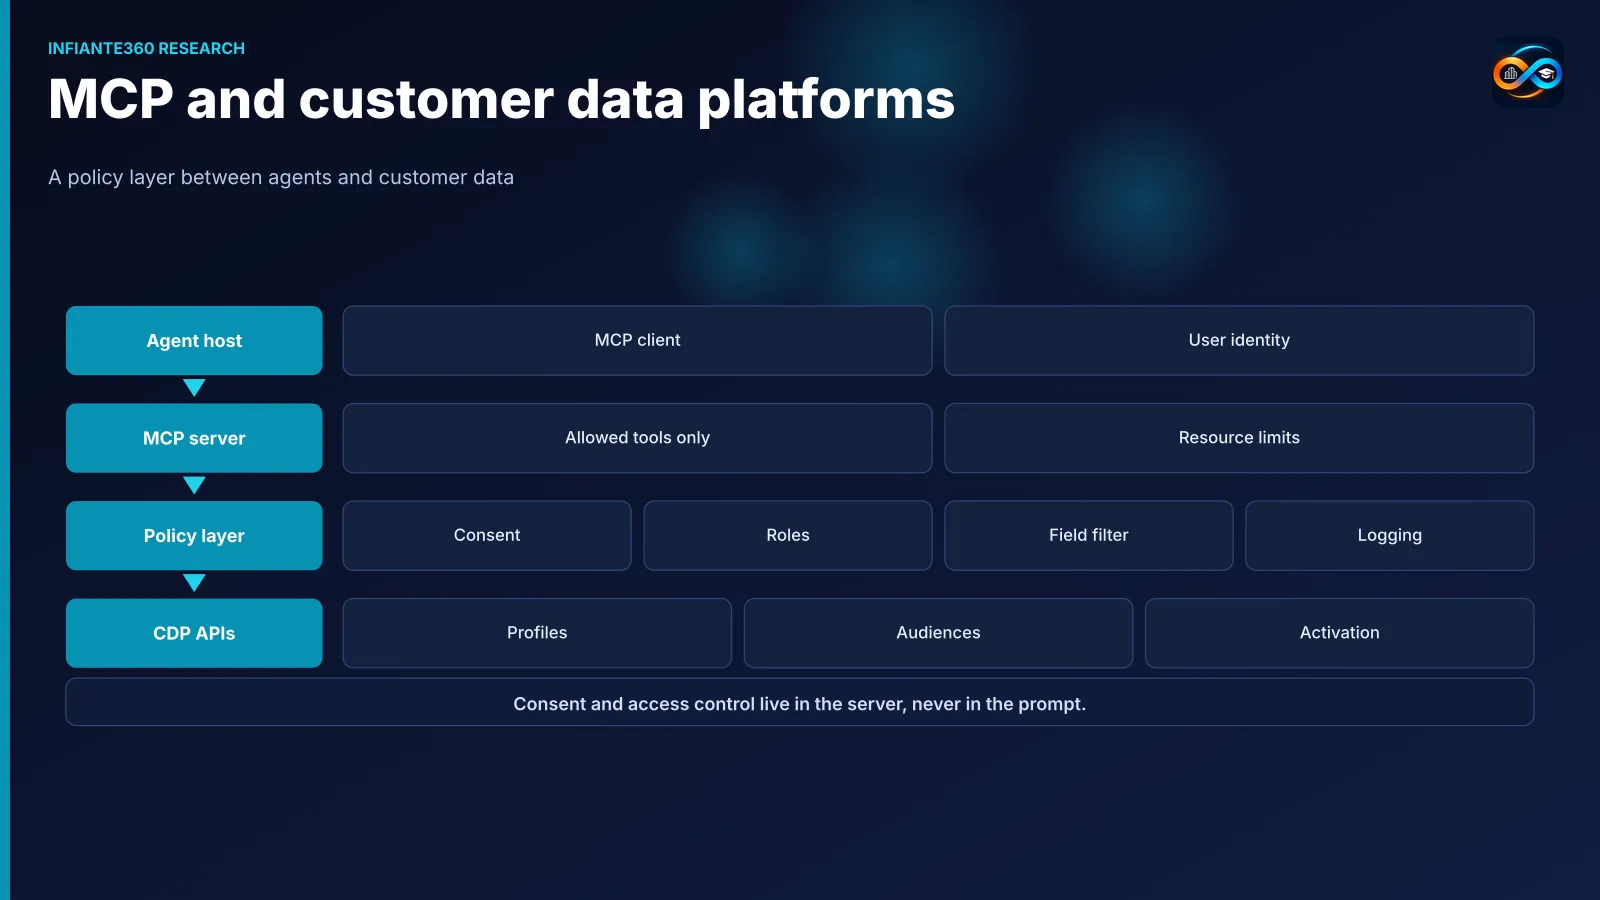 INFIANTE360 RESEARCH
MCP and customer data platforms
A policy layer between agents and customer data
Agent host
MCP client
User identity
MCP server
Allowed tools only
Resource limits
Policy layer
Consent
Roles
Field filter
Logging
CDP APIs
Profiles
Audiences
Activation
Consent and access control live in the server, never in the prompt.